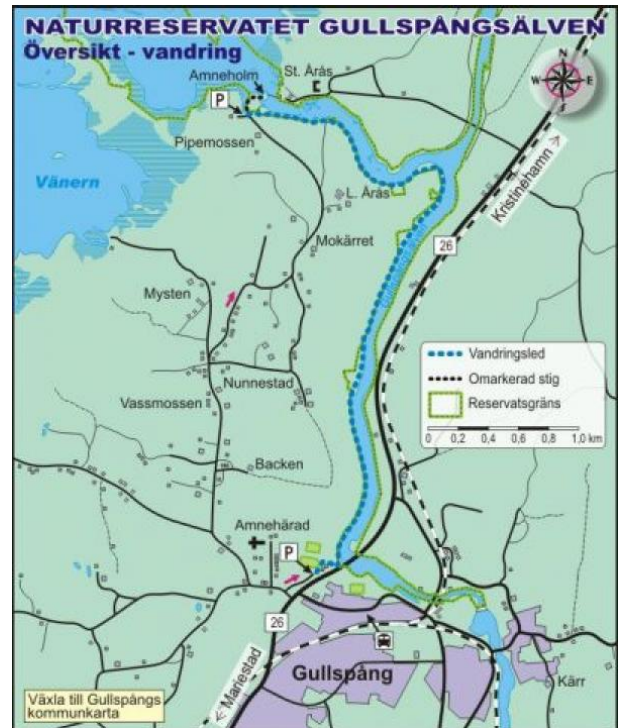 NATURRESERVATET GULLSPÅNGSÄLVEN
Översikt - vandring
Amneholm
St. Årås
N
W
E
S
P
Pipemossen
Vänern
L. Årås
Kristinehamn
26
Mokärret
Mysten
Vandringsled
Omarkerad stig
Reservatsgräns
0 0,2 0,4 0,6 0,8 1,0 km
Nunnestad
Vassmossen
Backen
Amnehärad
P
26
Mariestad
Gullspång
Kärr
Växla till Gullspångs
kommunkarta